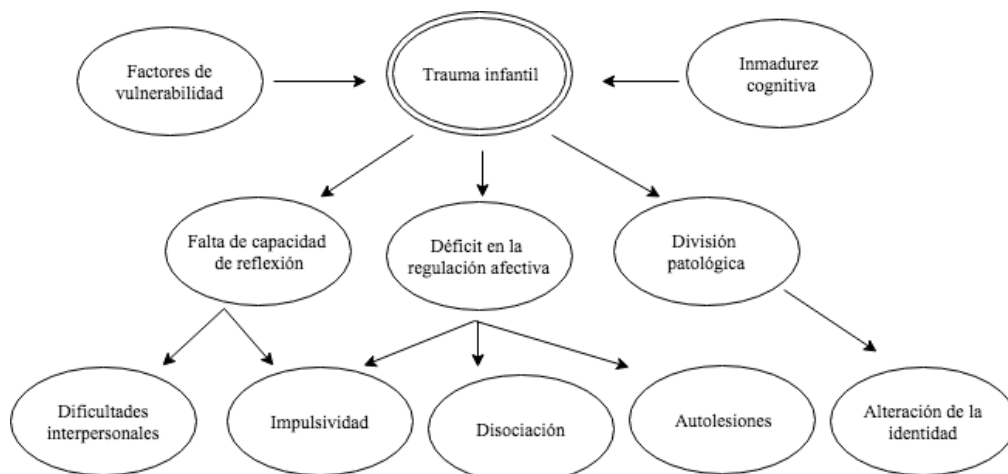 Factores de
vulnerabilidad
Trauma infantil
Inmadurez
cognitiva
Falta de capacidad
de reflexión
Déficit en la
regulación afectiva
División
patológica
Dificultades
interpersonales
Impulsividad
Disociación
Autolesiones
Alteración de la
identidad